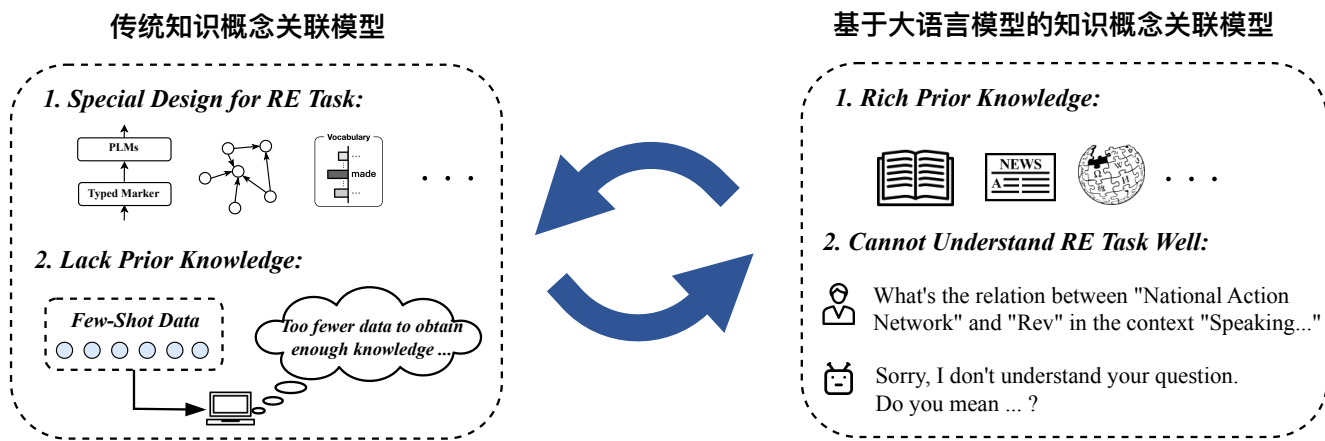 传统知识概念关联模型
1. Special Design for RE Task:
PLMs
Typed Marker
Vocabulary
...
made
...
. . .
2. Lack Prior Knowledge:
Few-Shot Data
Too fewer data to obtain
enough knowledge ...
基于大语言模型的知识概念关联模型
1. Rich Prior Knowledge:
NEWS
A
Ω W
И
. . .
2. Cannot Understand RE Task Well:
What's the relation between "National Action
Network" and "Rev" in the context "Speaking..."
Sorry, I don't understand your question.
Do you mean ... ?